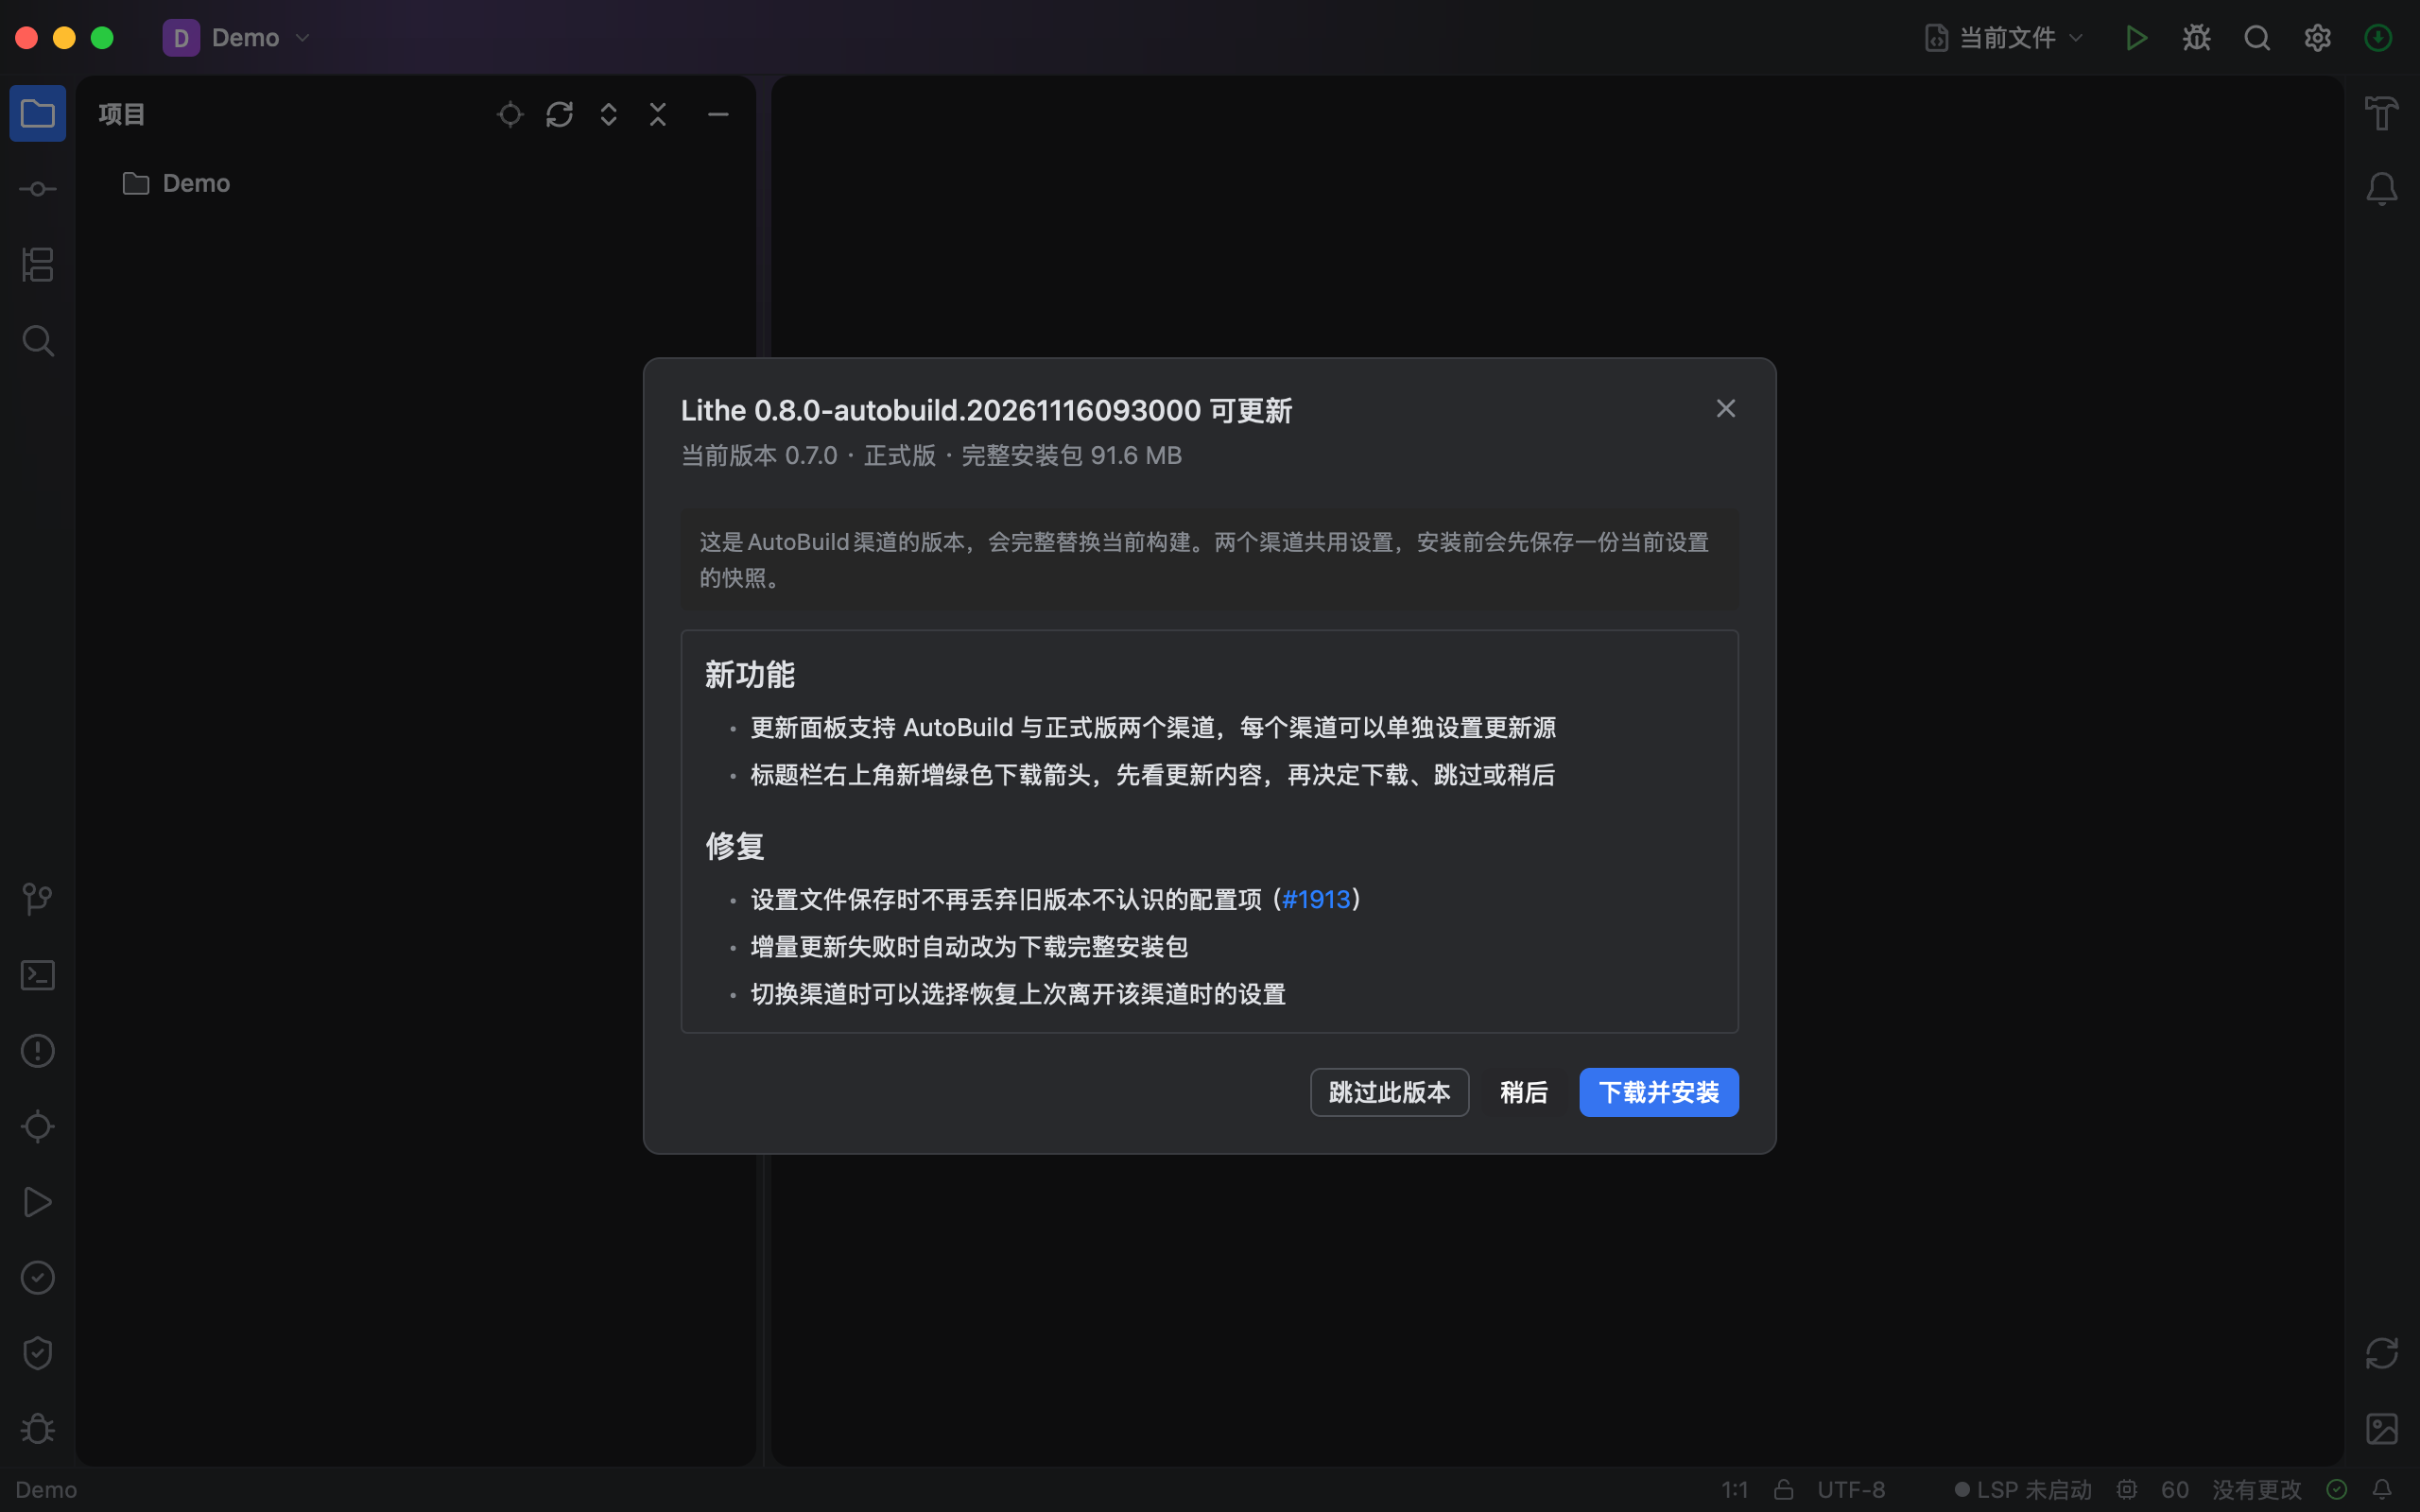 D Demo
当前文件
项目
Demo
Lithe 0.8.0-autobuild.20261116093000 可更新
当前版本 0.7.0 · 正式版 · 完整安装包 91.6 MB
这是 AutoBuild 渠道的版本，会完整替换当前构建。两个渠道共用设置，安装前会先保存一份当前设置
的快照。
新功能
• 更新面板支持 AutoBuild 与正式版两个渠道，每个渠道可以单独设置更新源
• 标题栏右上角新增绿色下载箭头，先看更新内容，再决定下载、跳过或稍后
修复
• 设置文件保存时不再丢弃旧版本不认识的配置项 (#1913)
• 增量更新失败时自动改为下载完整安装包
• 切换渠道时可以选择恢复上次离开该渠道时的设置
跳过此版本 稍后 下载并安装
Demo 1:1 UTF-8 LSP 未启动 60 没有更改